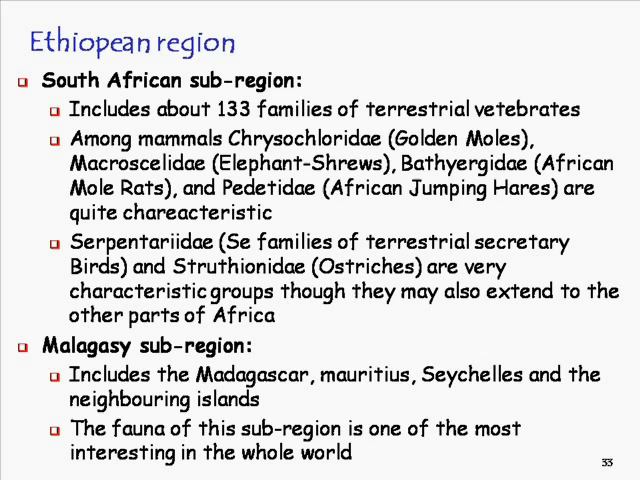 Ethiopean region
South African sub-region:
Includes about 133 families of terrestrial vetebrates
Among mammals Chrysochloridae (Golden Moles),
Macroscelidae (Elephant-Shrews), Bathyergidae (African
Mole Rats), and Pedetidae (African Jumping Hares) are
quite chareacteristic
Serpentariidae (Se families of terrestrial secretary
Birds) and Struthionidae (Ostriches) are very
characteristic groups though they may also extend to the
other parts of Africa
Malagasy sub-region:
Includes the Madagascar, mauritius, Seychelles and the
neighbouring islands
The fauna of this sub-region is one of the most
interesting in the whole world
33